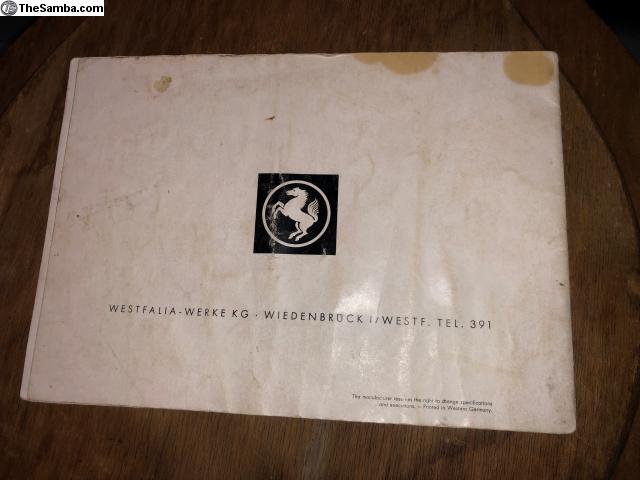 TheSamba.com
WESTFALIA-WERKE KG · WIEDENBRÜCK I/WESTF. TEL. 391
The manufacturer reserves the right to change specifications
and executions. – Printed in Western Germany.